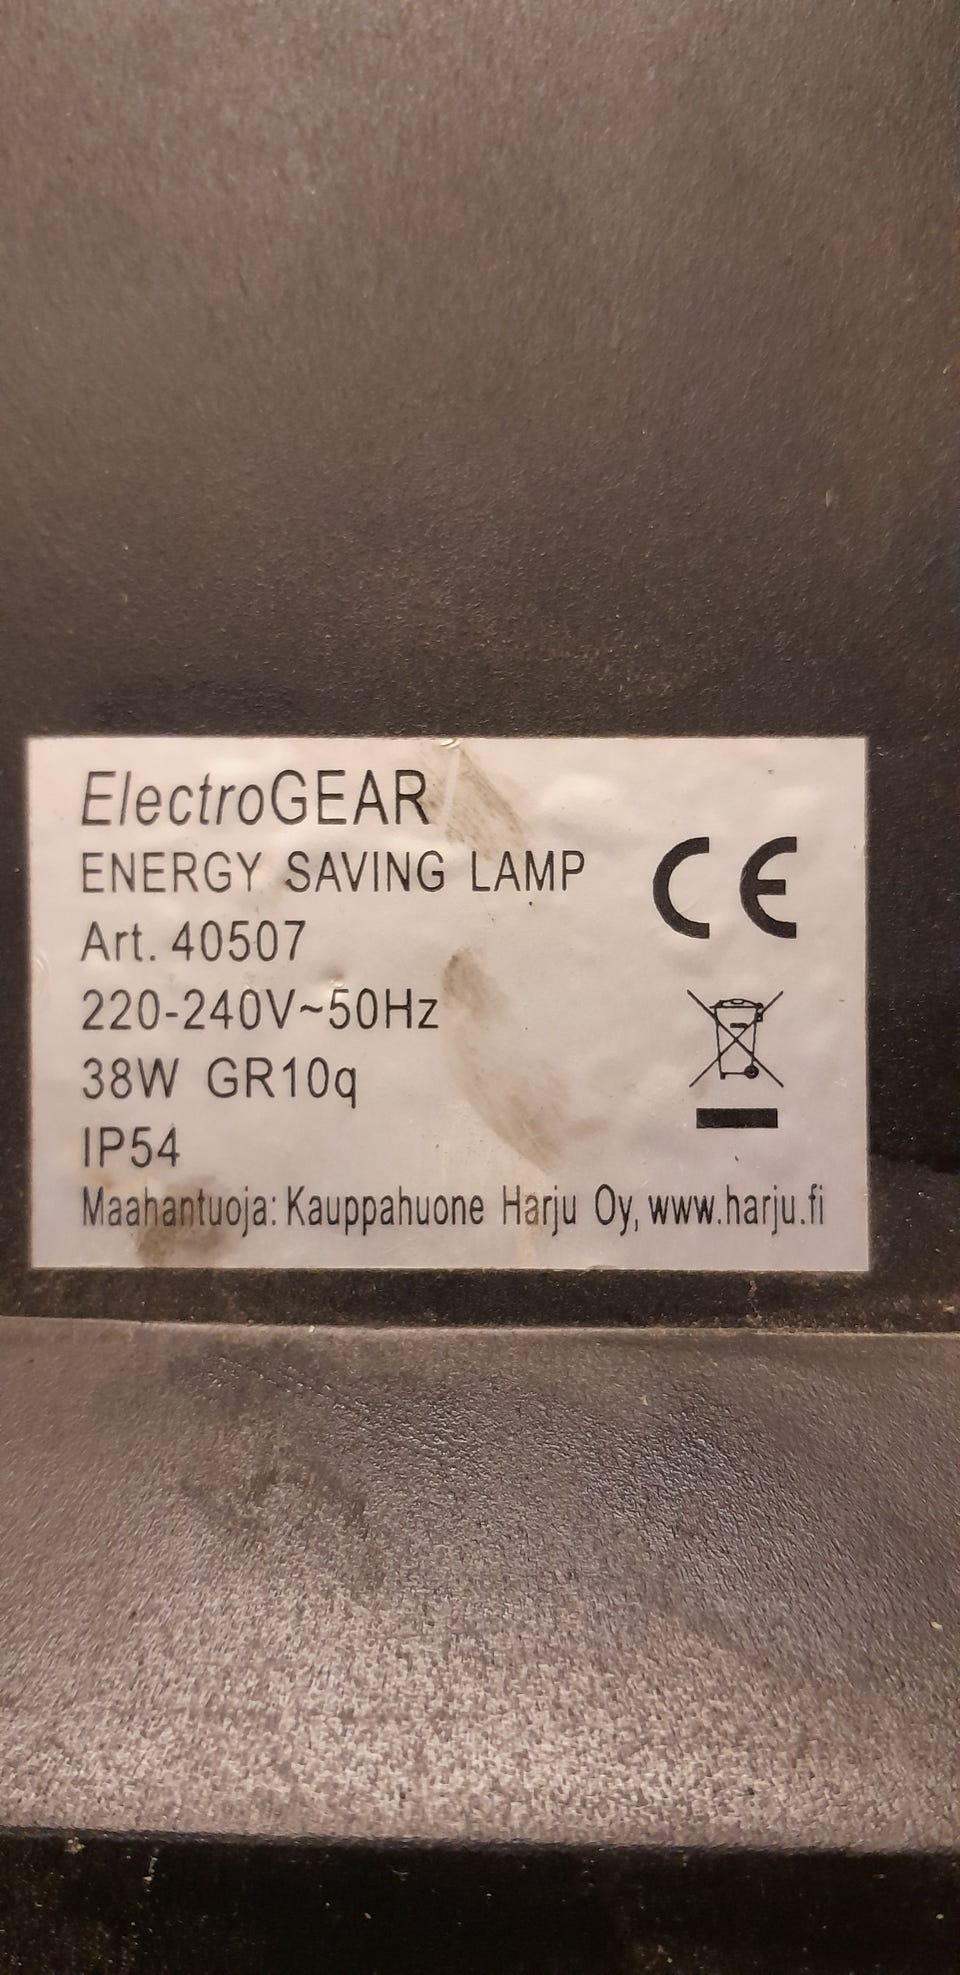 ElectroGEAR
ENERGY SAVING LAMP
Art. 40507
220-240V~50Hz
38W GR10q
IP54
Maahantuoja: Kauppahuone Harju Oy, www.harju.fi
CE